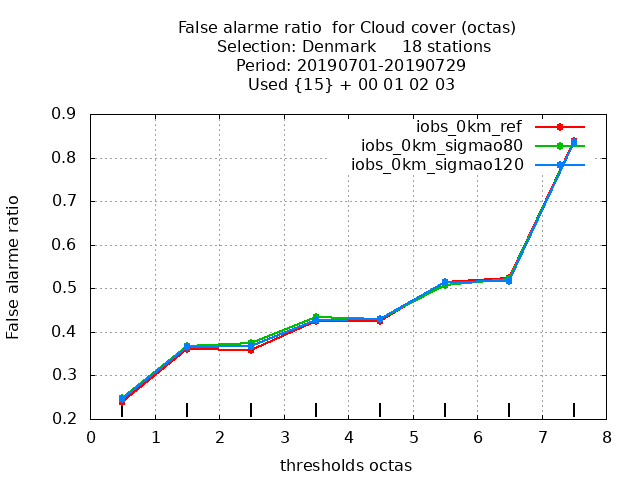 False alarme ratio  for Cloud cover (octas)
Selection: Denmark     18 stations
Period: 20190701-20190729
Used {15} + 00 01 02 03
iobs_0km_ref
iobs_0km_sigmao80
iobs_0km_sigmao120
False alarme ratio
0.9
0.8
0.7
0.6
0.5
0.4
0.3
0.2
0 1 2 3 4 5 6 7 8
thresholds octas